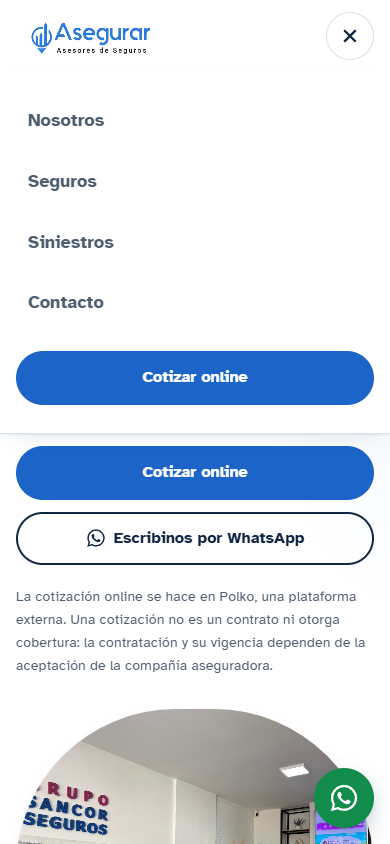 Asegurar
Asesores de Seguros
Nosotros
Seguros
Siniestros
Contacto
Cotizar online
Cotizar online
Escribinos por WhatsApp
La cotización online se hace en Polko, una plataforma
externa. Una cotización no es un contrato ni otorga
cobertura: la contratación y su vigencia dependen de la
aceptación de la compañía aseguradora.
GRUPO
SANCOR
SEGUROS